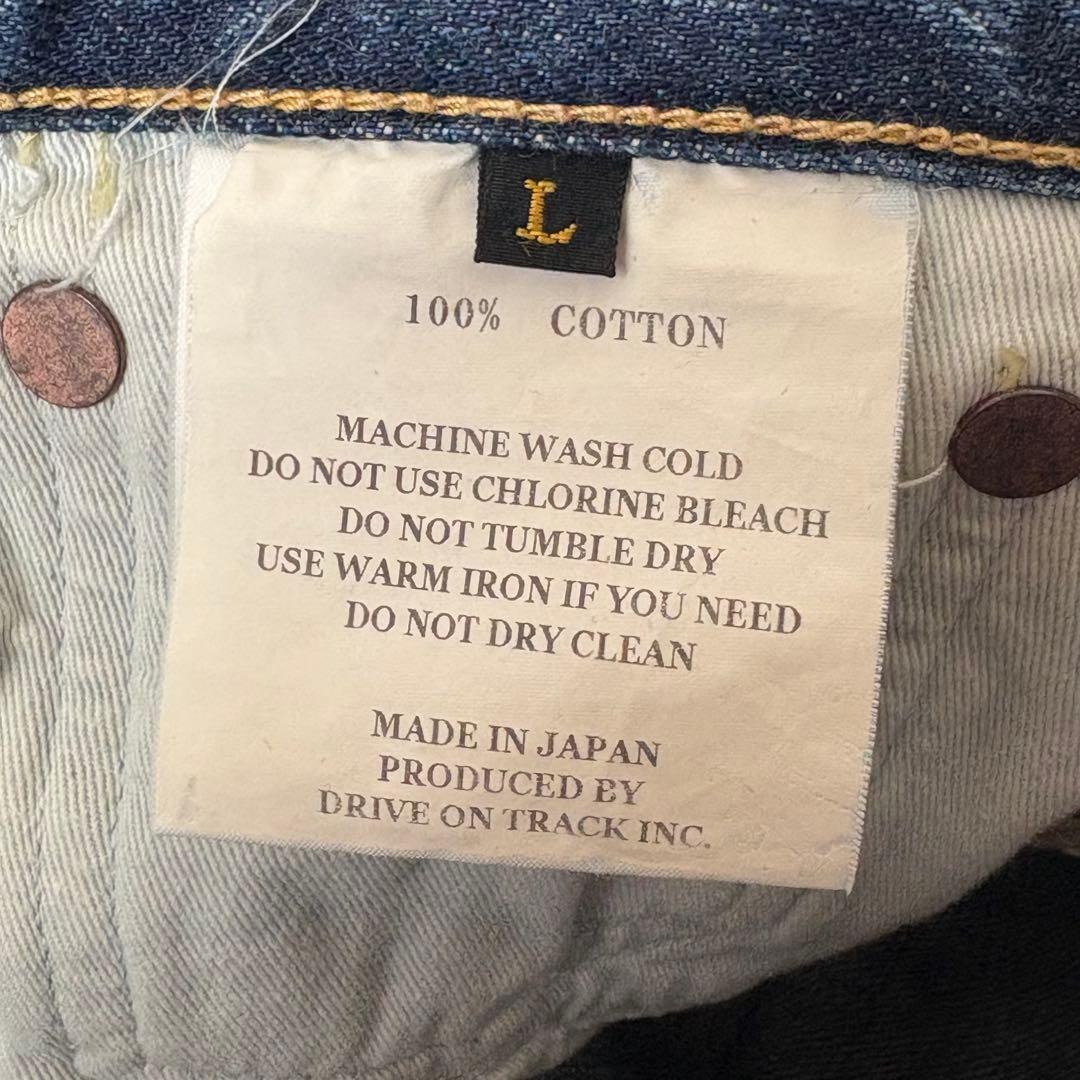 L
100% COTTON
MACHINE WASH COLD
DO NOT USE CHLORINE BLEACH
DO NOT TUMBLE DRY
USE WARM IRON IF YOU NEED
DO NOT DRY CLEAN
MADE IN JAPAN
PRODUCED BY
DRIVE ON TRACK INC.